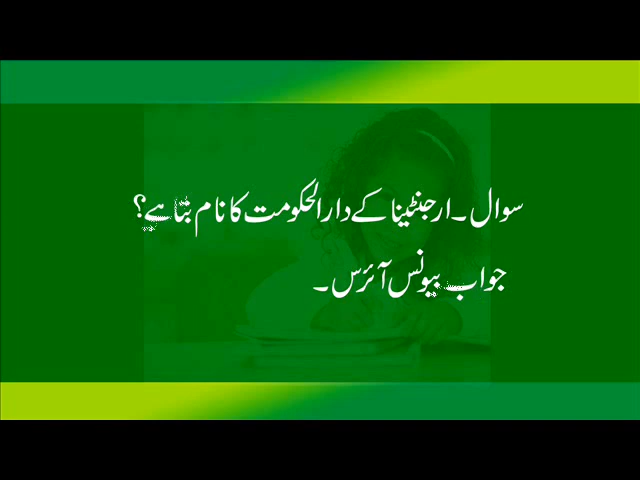 سوال۔ارجنٹینا کے دارالحکومت کا نام بتایئے؟
جواب بیونس آئرس۔